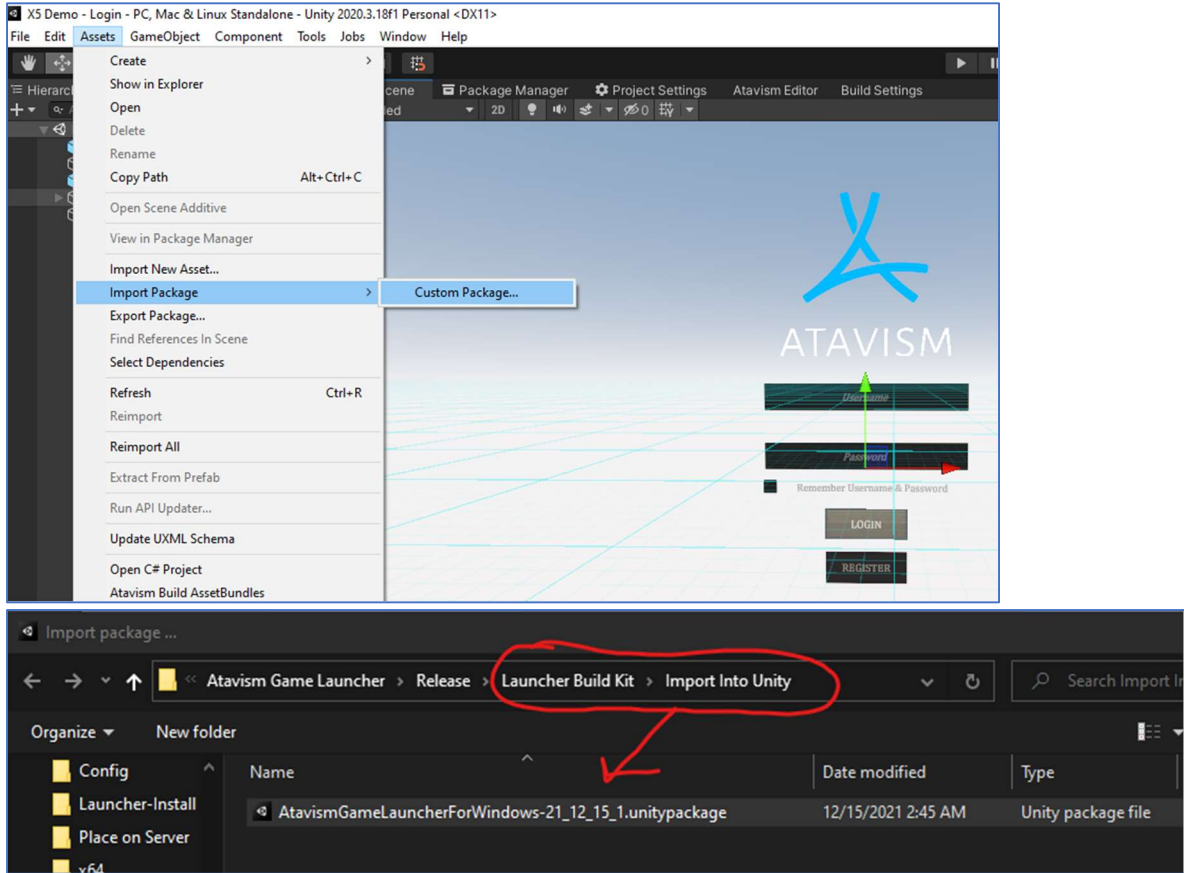 X5 Demo - Login - PC, Mac & Linux Standalone - Unity 2020.3.18f1 Personal <DX11>
File Edit Assets GameObject Component Tools Jobs Window Help
Hierarc
cene Package Manager Project Settings Atavism Editor Build Settings
ed 2D 0
Create
Show in Explorer
Open
Delete
Rename
Copy Path Alt+Ctrl+C
Open Scene Additive
View in Package Manager
Import New Asset...
Import Package Custom Package...
Export Package...
Find References In Scene
Select Dependencies
Refresh Ctrl+R
Reimport
Reimport All
Extract From Prefab
Run API Updater...
Update UXML Schema
Open C# Project
Atavism Build AssetBundles
ATAVISM
Username
Password
Remember Username & Password
LOGIN
REGISTER
Import package ...
« Atavism Game Launcher > Release > Launcher Build Kit > Import Into Unity
Search Import In
Organize New folder
Config
Launcher-Install
Place on Server
x64
Name Date modified Type
AtavismGameLauncherForWindows-21_12_15_1.unitypackage 12/15/2021 2:45 AM Unity package file